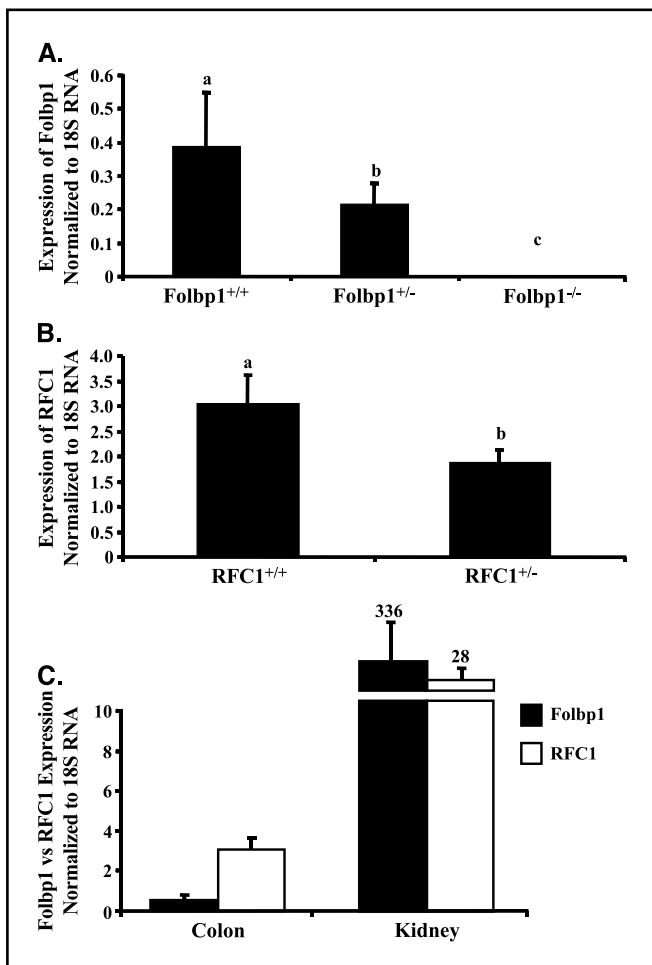 A.
Expression of Folbp1
Normalized to 18S RNA
0.6
0.5
0.4
0.3
0.2
0.1
0
a
b
c
Folbp1+/+
Folbp1+/-
Folbp1-/-
B.
Expression of RFC1
Normalized to 18S RNA
4.0
3.5
3.0
2.5
2.0
1.5
1.0
0.5
0
a
b
RFC1+/+
RFC1+/-
C.
Folbp1 vs RFC1 Expression
Normalized to 18S RNA
10
8
6
4
2
0
336
28
Colon
Kidney
Folbp1
RFC1